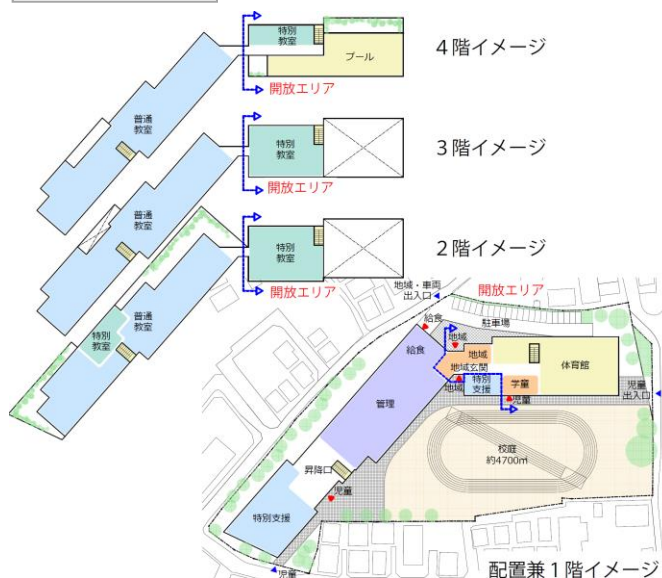 特別
教室
4階イメージ
プール
開放エリア
普通
教室
特別
教室
3階イメージ
開放エリア
普通
教室
特別
教室
2階イメージ
開放エリア
普通
教室
特別
教室
地域・車両
出入口
開放エリア
給食
駐車場
給食
地域
地域
地域玄関
体育館
地域
特別
支援
学童
児童
児童
出入口
管理
校庭
約4700㎡
昇降口
児童
特別支援
児童
配置兼1階イメージ